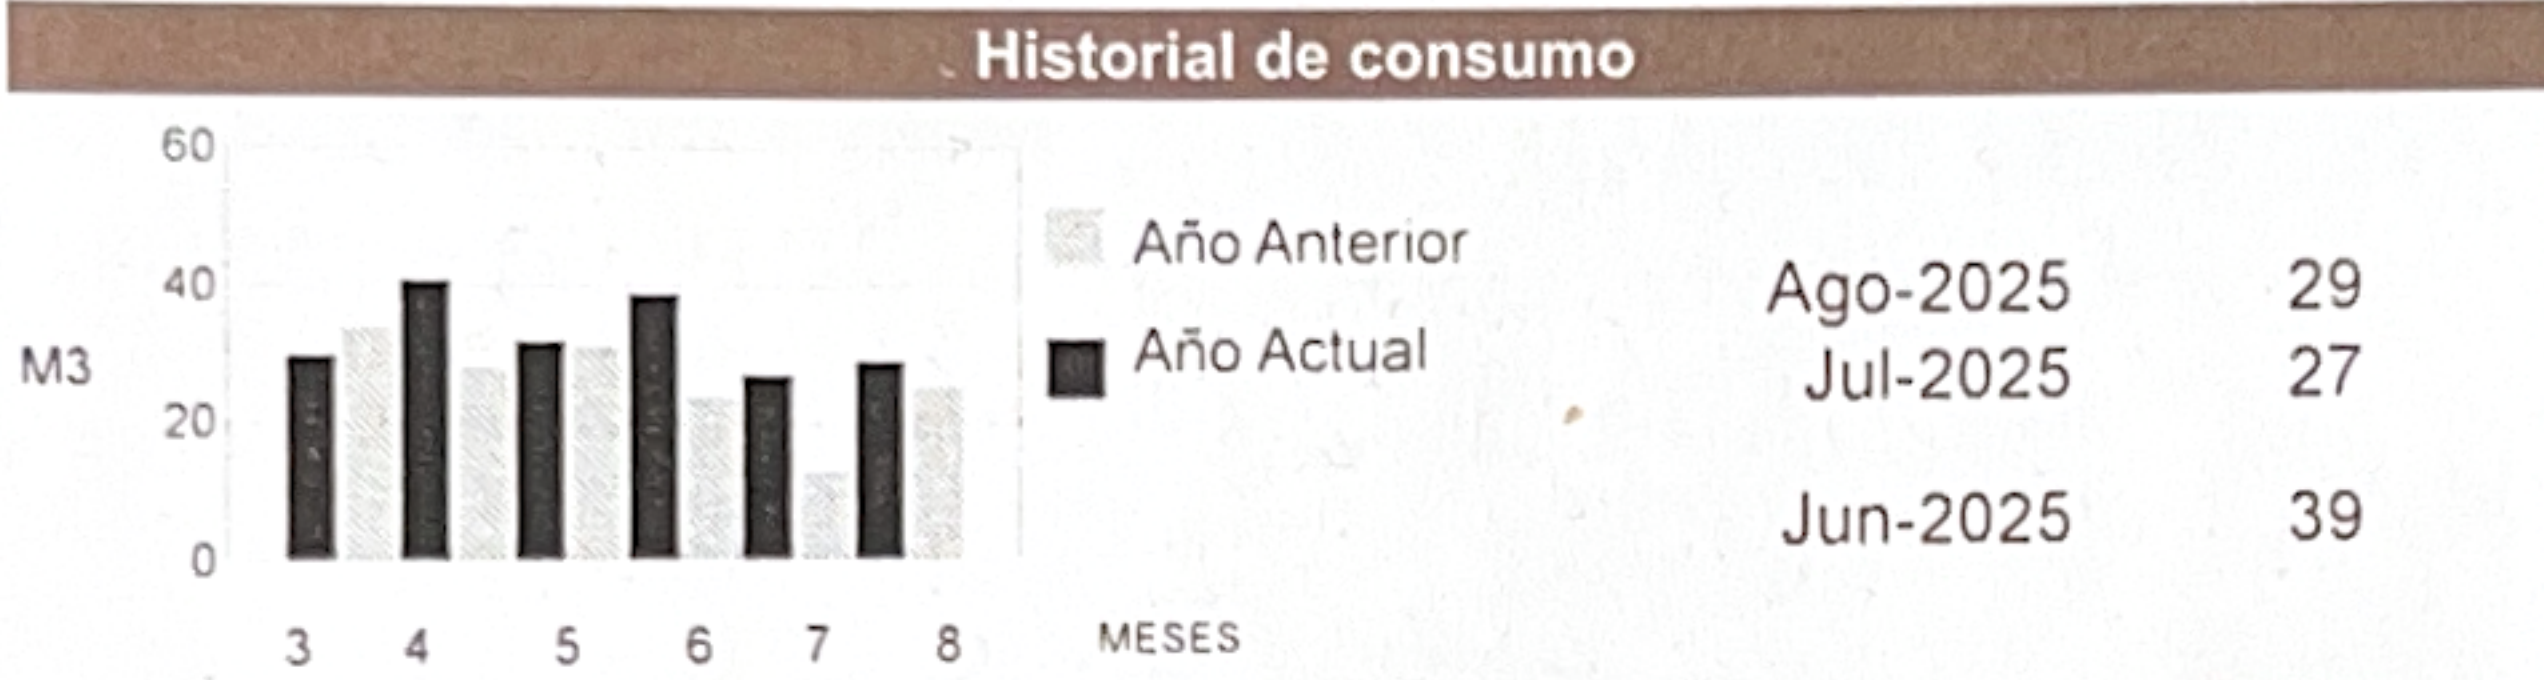 Historial de consumo
60
40
20
0
M3
3 4 5 6 7 8 MESES
Año Anterior
Año Actual
Ago-2025 29
Jul-2025 27
Jun-2025 39